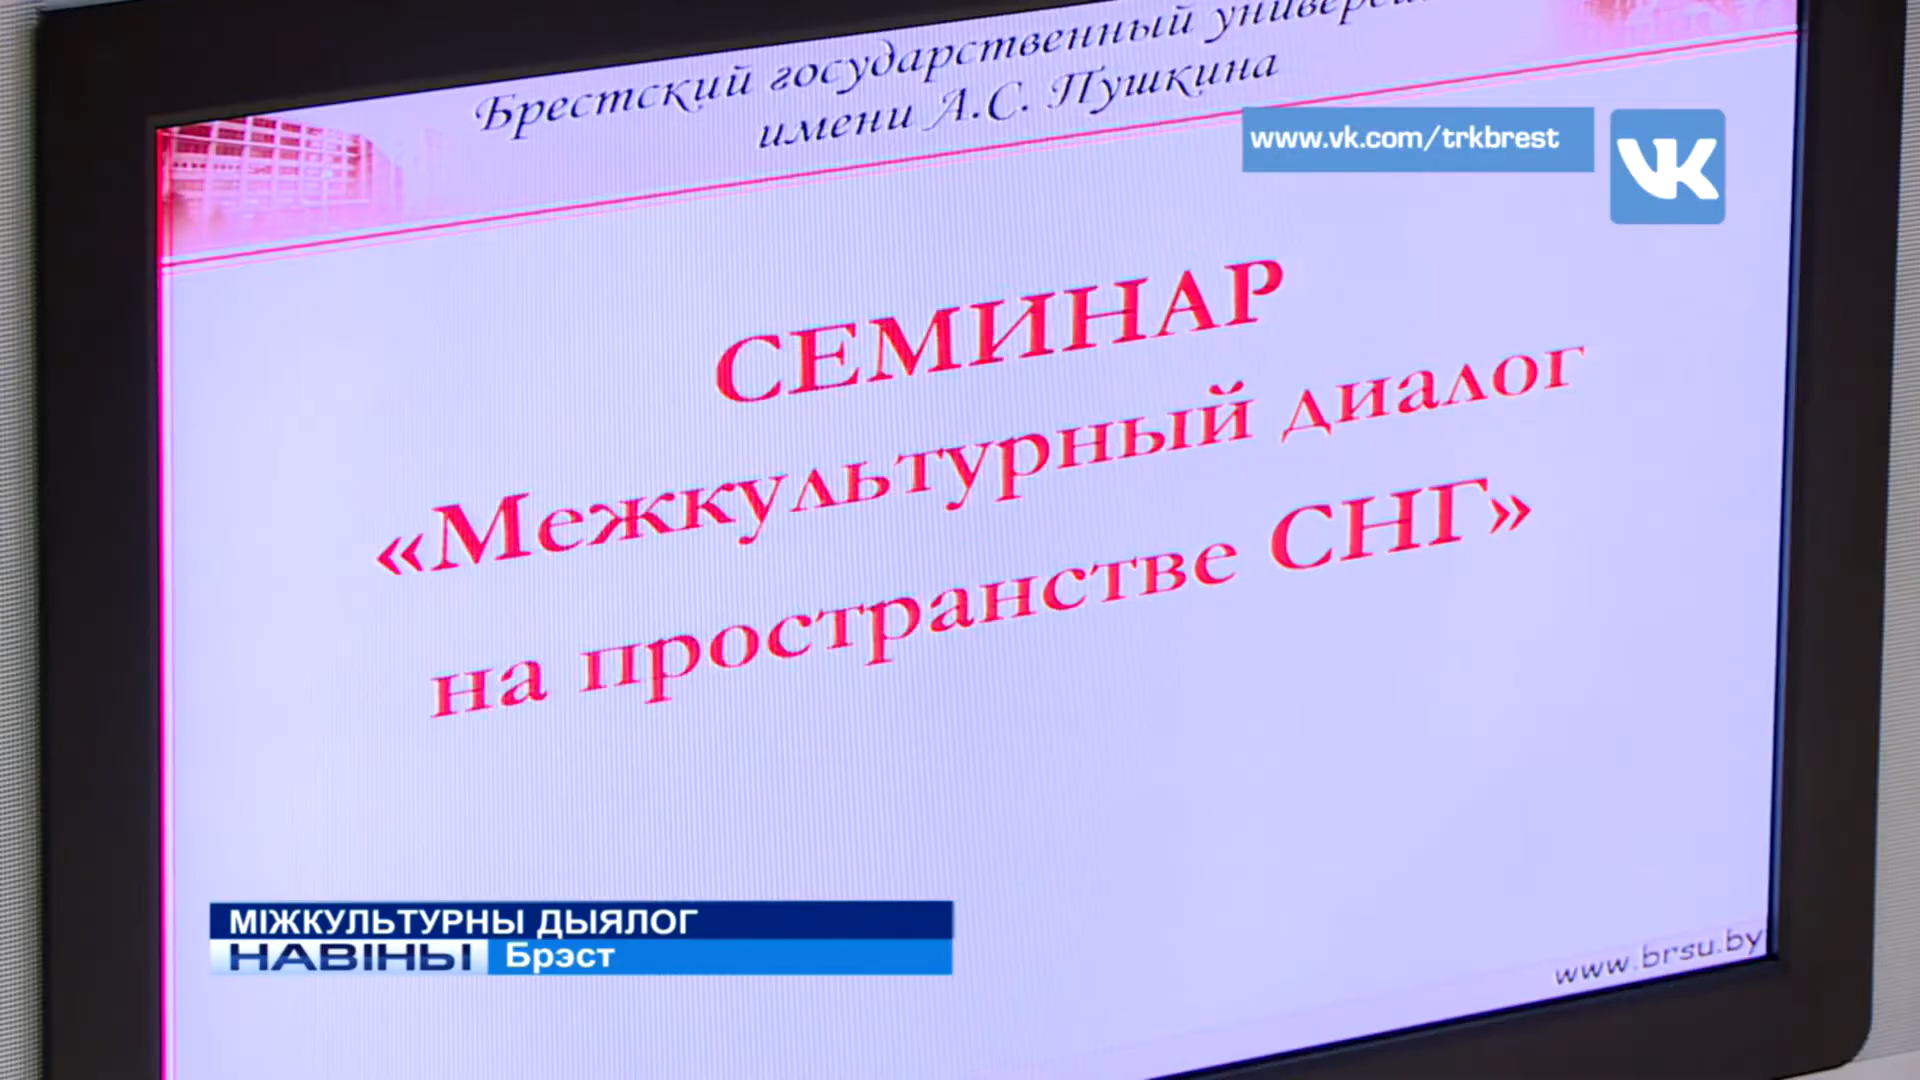 Брестский государственный
имени А.С. Пушкина
www.vk.com/trkbrest
СЕМИНАР
«Межкультурный диалог
на пространстве СНГ»
МІЖКУЛЬТУРНЫ ДЫЯЛОГ
НАВІНЫ Брэст
www.brsu.by